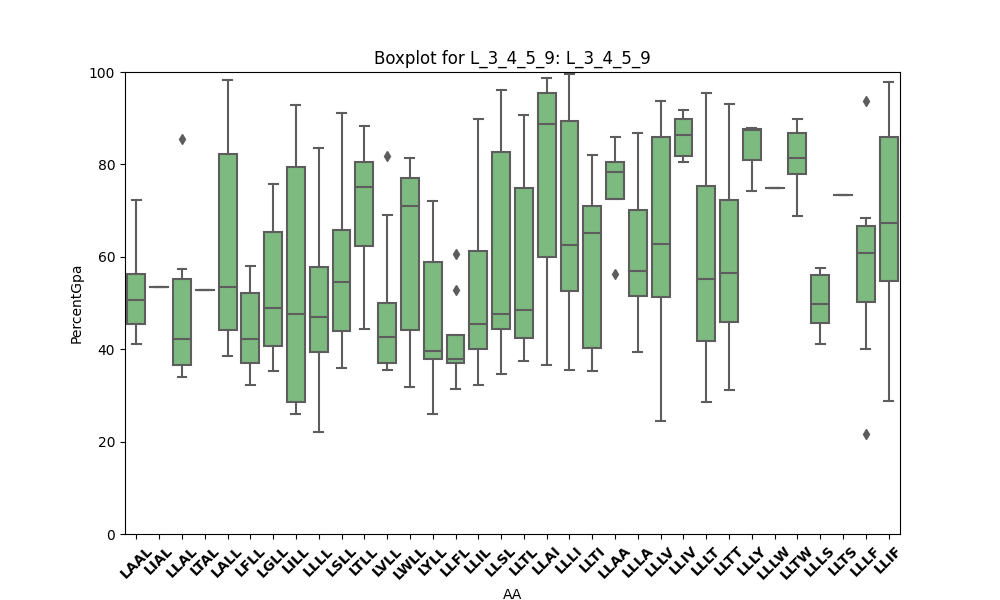 Boxplot for L_3_4_5_9: L_3_4_5_9
PercentGpa
100
80
60
40
20
0
LAAL
LIAL
LLAL
LTAL
LALL
LFLL
LGLL
LILL
LLLL
LSLL
LTLL
LVLL
LWLL
LYLL
LLFL
LLIL
LLSL
LLTL
LLAI
LLLI
LLTI
LLAA
LLLA
LLLV
LLIV
LLLT
LLTT
LLLY
LLLW
LLTW
LLLS
LLTS
LLLF
LLIF
AA